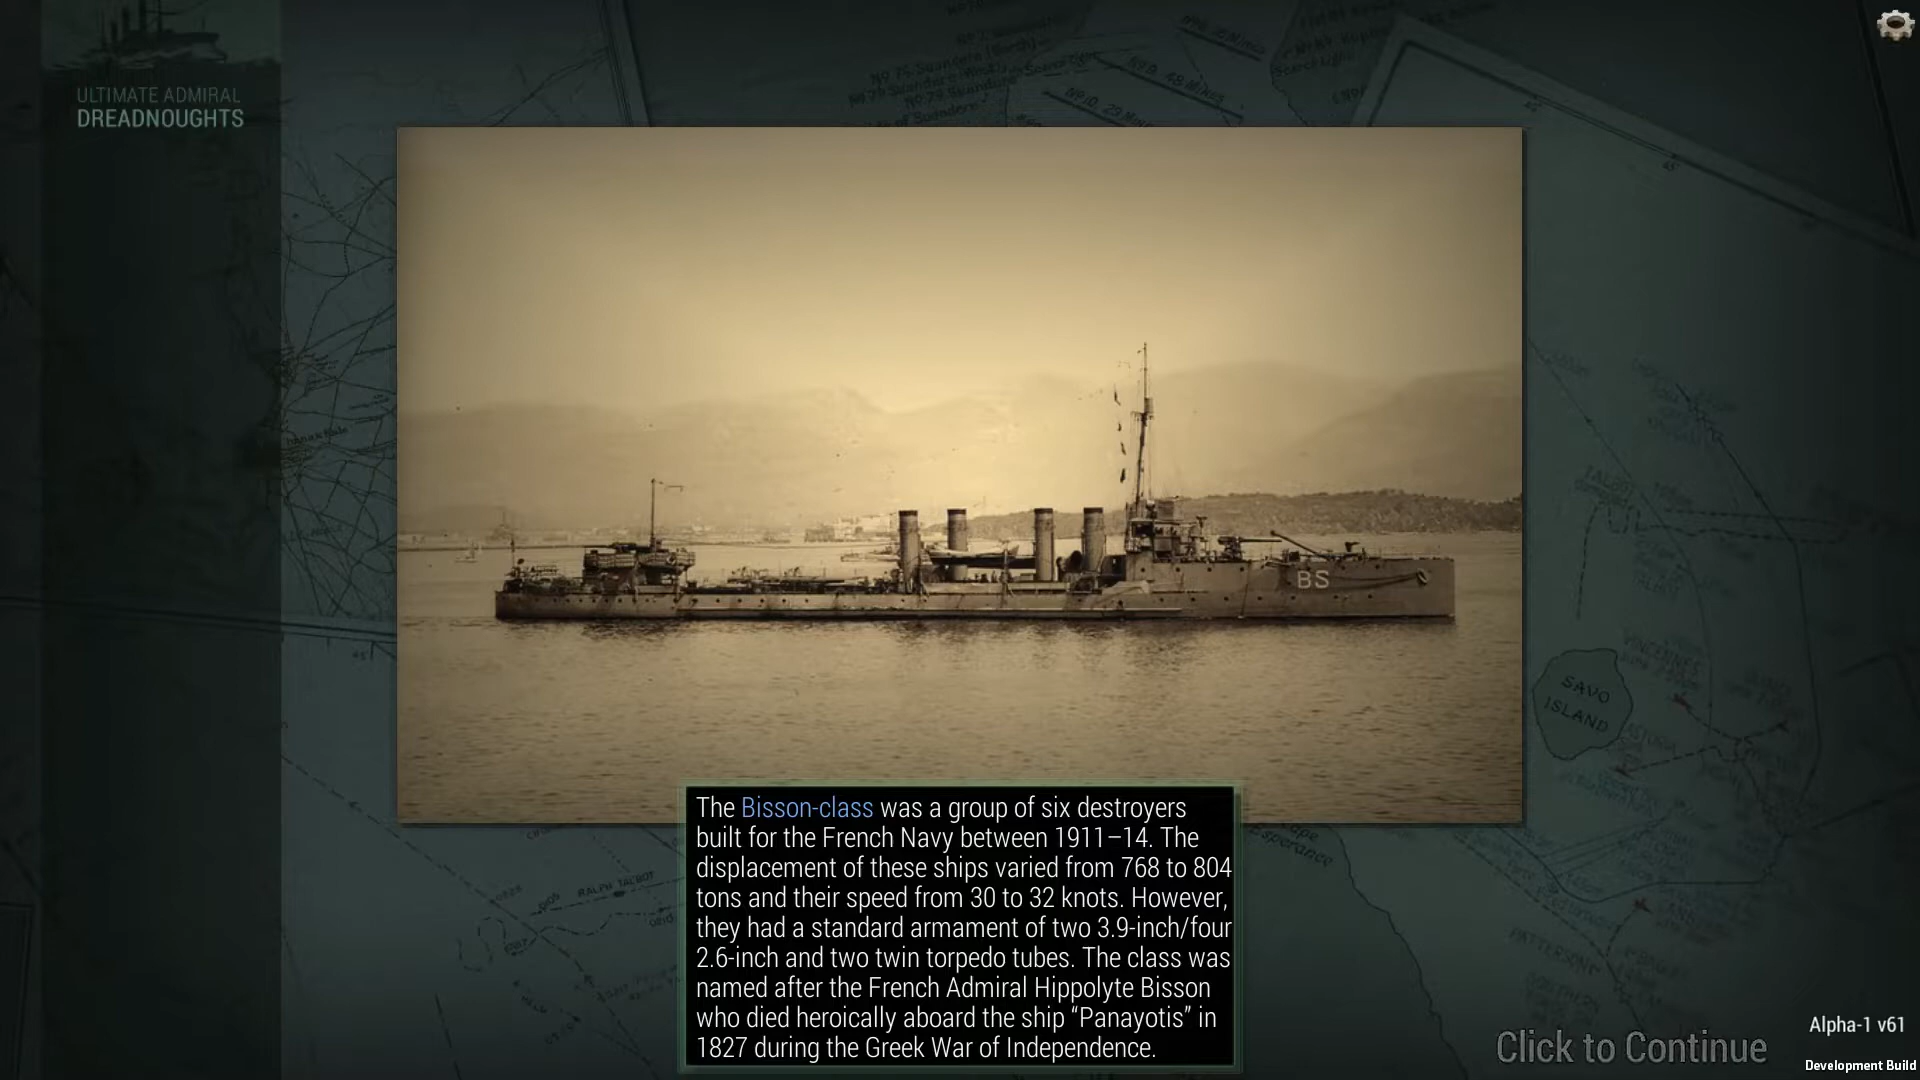 ULTIMATE ADMIRAL
DREADNOUGHTS
BS
SAVO
ISLAND
RALPH TALBOT
The Bisson-class was a group of six destroyers
built for the French Navy between 1911–14. The
displacement of these ships varied from 768 to 804
tons and their speed from 30 to 32 knots. However,
they had a standard armament of two 3.9-inch/four
2.6-inch and two twin torpedo tubes. The class was
named after the French Admiral Hippolyte Bisson
who died heroically aboard the ship “Panayotis” in
1827 during the Greek War of Independence.
Click to Continue
Alpha-1 v61
Development Build